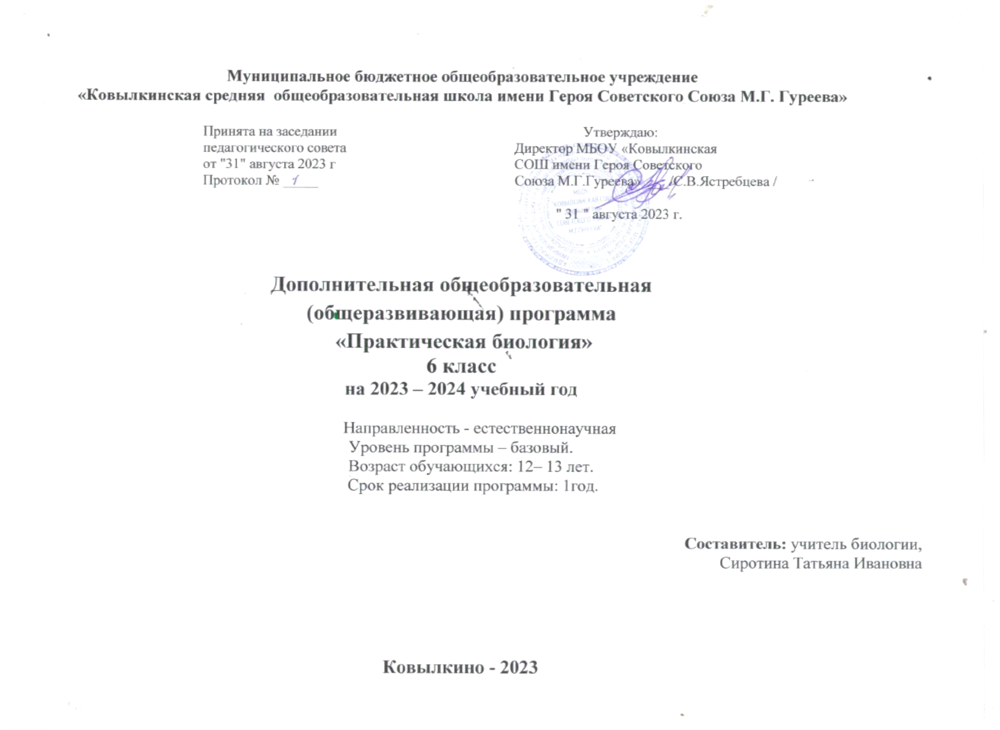 Муниципальное бюджетное общеобразовательное учреждение
«Ковылкинская средняя общеобразовательная школа имени Героя Советского Союза М.Г. Гуреева»
Принята на заседании
педагогического совета
от "31" августа 2023 г
Протокол № 1
Утверждаю:
Директор МБОУ «Ковылкинская
СОШ имени Героя Советского
Союза М.Г.Гуреева» /С.В.Ястребцева /
" 31 " августа 2023 г.
Дополнительная общеобразовательная
(общеразвивающая) программа
«Практическая биология»
6 класс
на 2023 – 2024 учебный год
Направленность - естественнонаучная
Уровень программы – базовый.
Возраст обучающихся: 12– 13 лет.
Срок реализации программы: 1год.
Составитель: учитель биологии,
Сиротина Татьяна Ивановна
Ковылкино - 2023